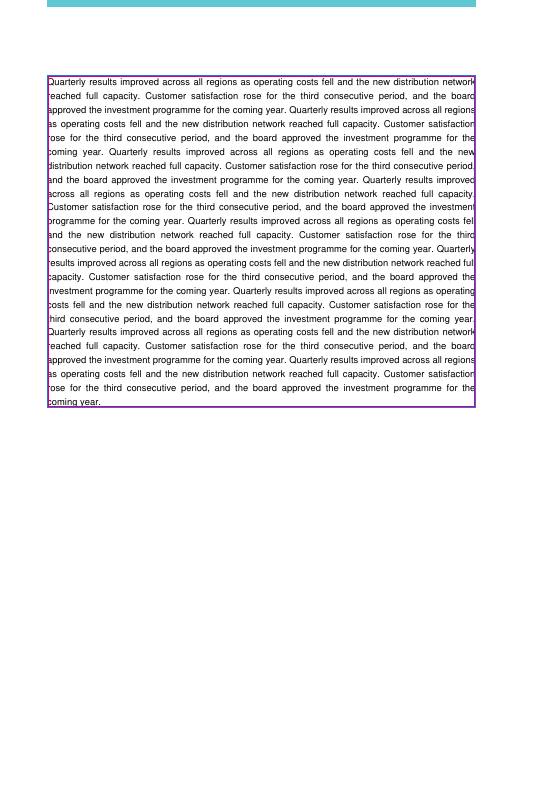 Quarterly results improved across all regions as operating costs fell and the new distribution network
reached full capacity. Customer satisfaction rose for the third consecutive period, and the board
approved the investment programme for the coming year. Quarterly results improved across all regions
as operating costs fell and the new distribution network reached full capacity. Customer satisfaction
rose for the third consecutive period, and the board approved the investment programme for the
coming year. Quarterly results improved across all regions as operating costs fell and the new
distribution network reached full capacity. Customer satisfaction rose for the third consecutive period,
and the board approved the investment programme for the coming year. Quarterly results improved
across all regions as operating costs fell and the new distribution network reached full capacity.
Customer satisfaction rose for the third consecutive period, and the board approved the investment
programme for the coming year. Quarterly results improved across all regions as operating costs fell
and the new distribution network reached full capacity. Customer satisfaction rose for the third
consecutive period, and the board approved the investment programme for the coming year. Quarterly
results improved across all regions as operating costs fell and the new distribution network reached full
capacity. Customer satisfaction rose for the third consecutive period, and the board approved the
investment programme for the coming year. Quarterly results improved across all regions as operating
costs fell and the new distribution network reached full capacity. Customer satisfaction rose for the
third consecutive period, and the board approved the investment programme for the coming year.
Quarterly results improved across all regions as operating costs fell and the new distribution network
reached full capacity. Customer satisfaction rose for the third consecutive period, and the board
approved the investment programme for the coming year. Quarterly results improved across all regions
as operating costs fell and the new distribution network reached full capacity. Customer satisfaction
rose for the third consecutive period, and the board approved the investment programme for the
coming year.